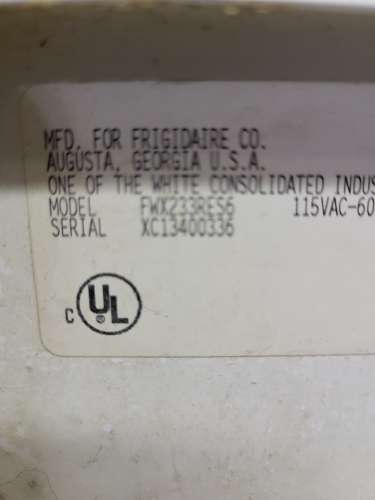 MFD. FOR FRIGIDAIRE CO.
AUGUSTA, GEORGIA U.S.A.
ONE OF THE WHITE CONSOLIDATED INDUS
MODEL FWX233RES6 115VAC-60
SERIAL XC13400336
C UL ®